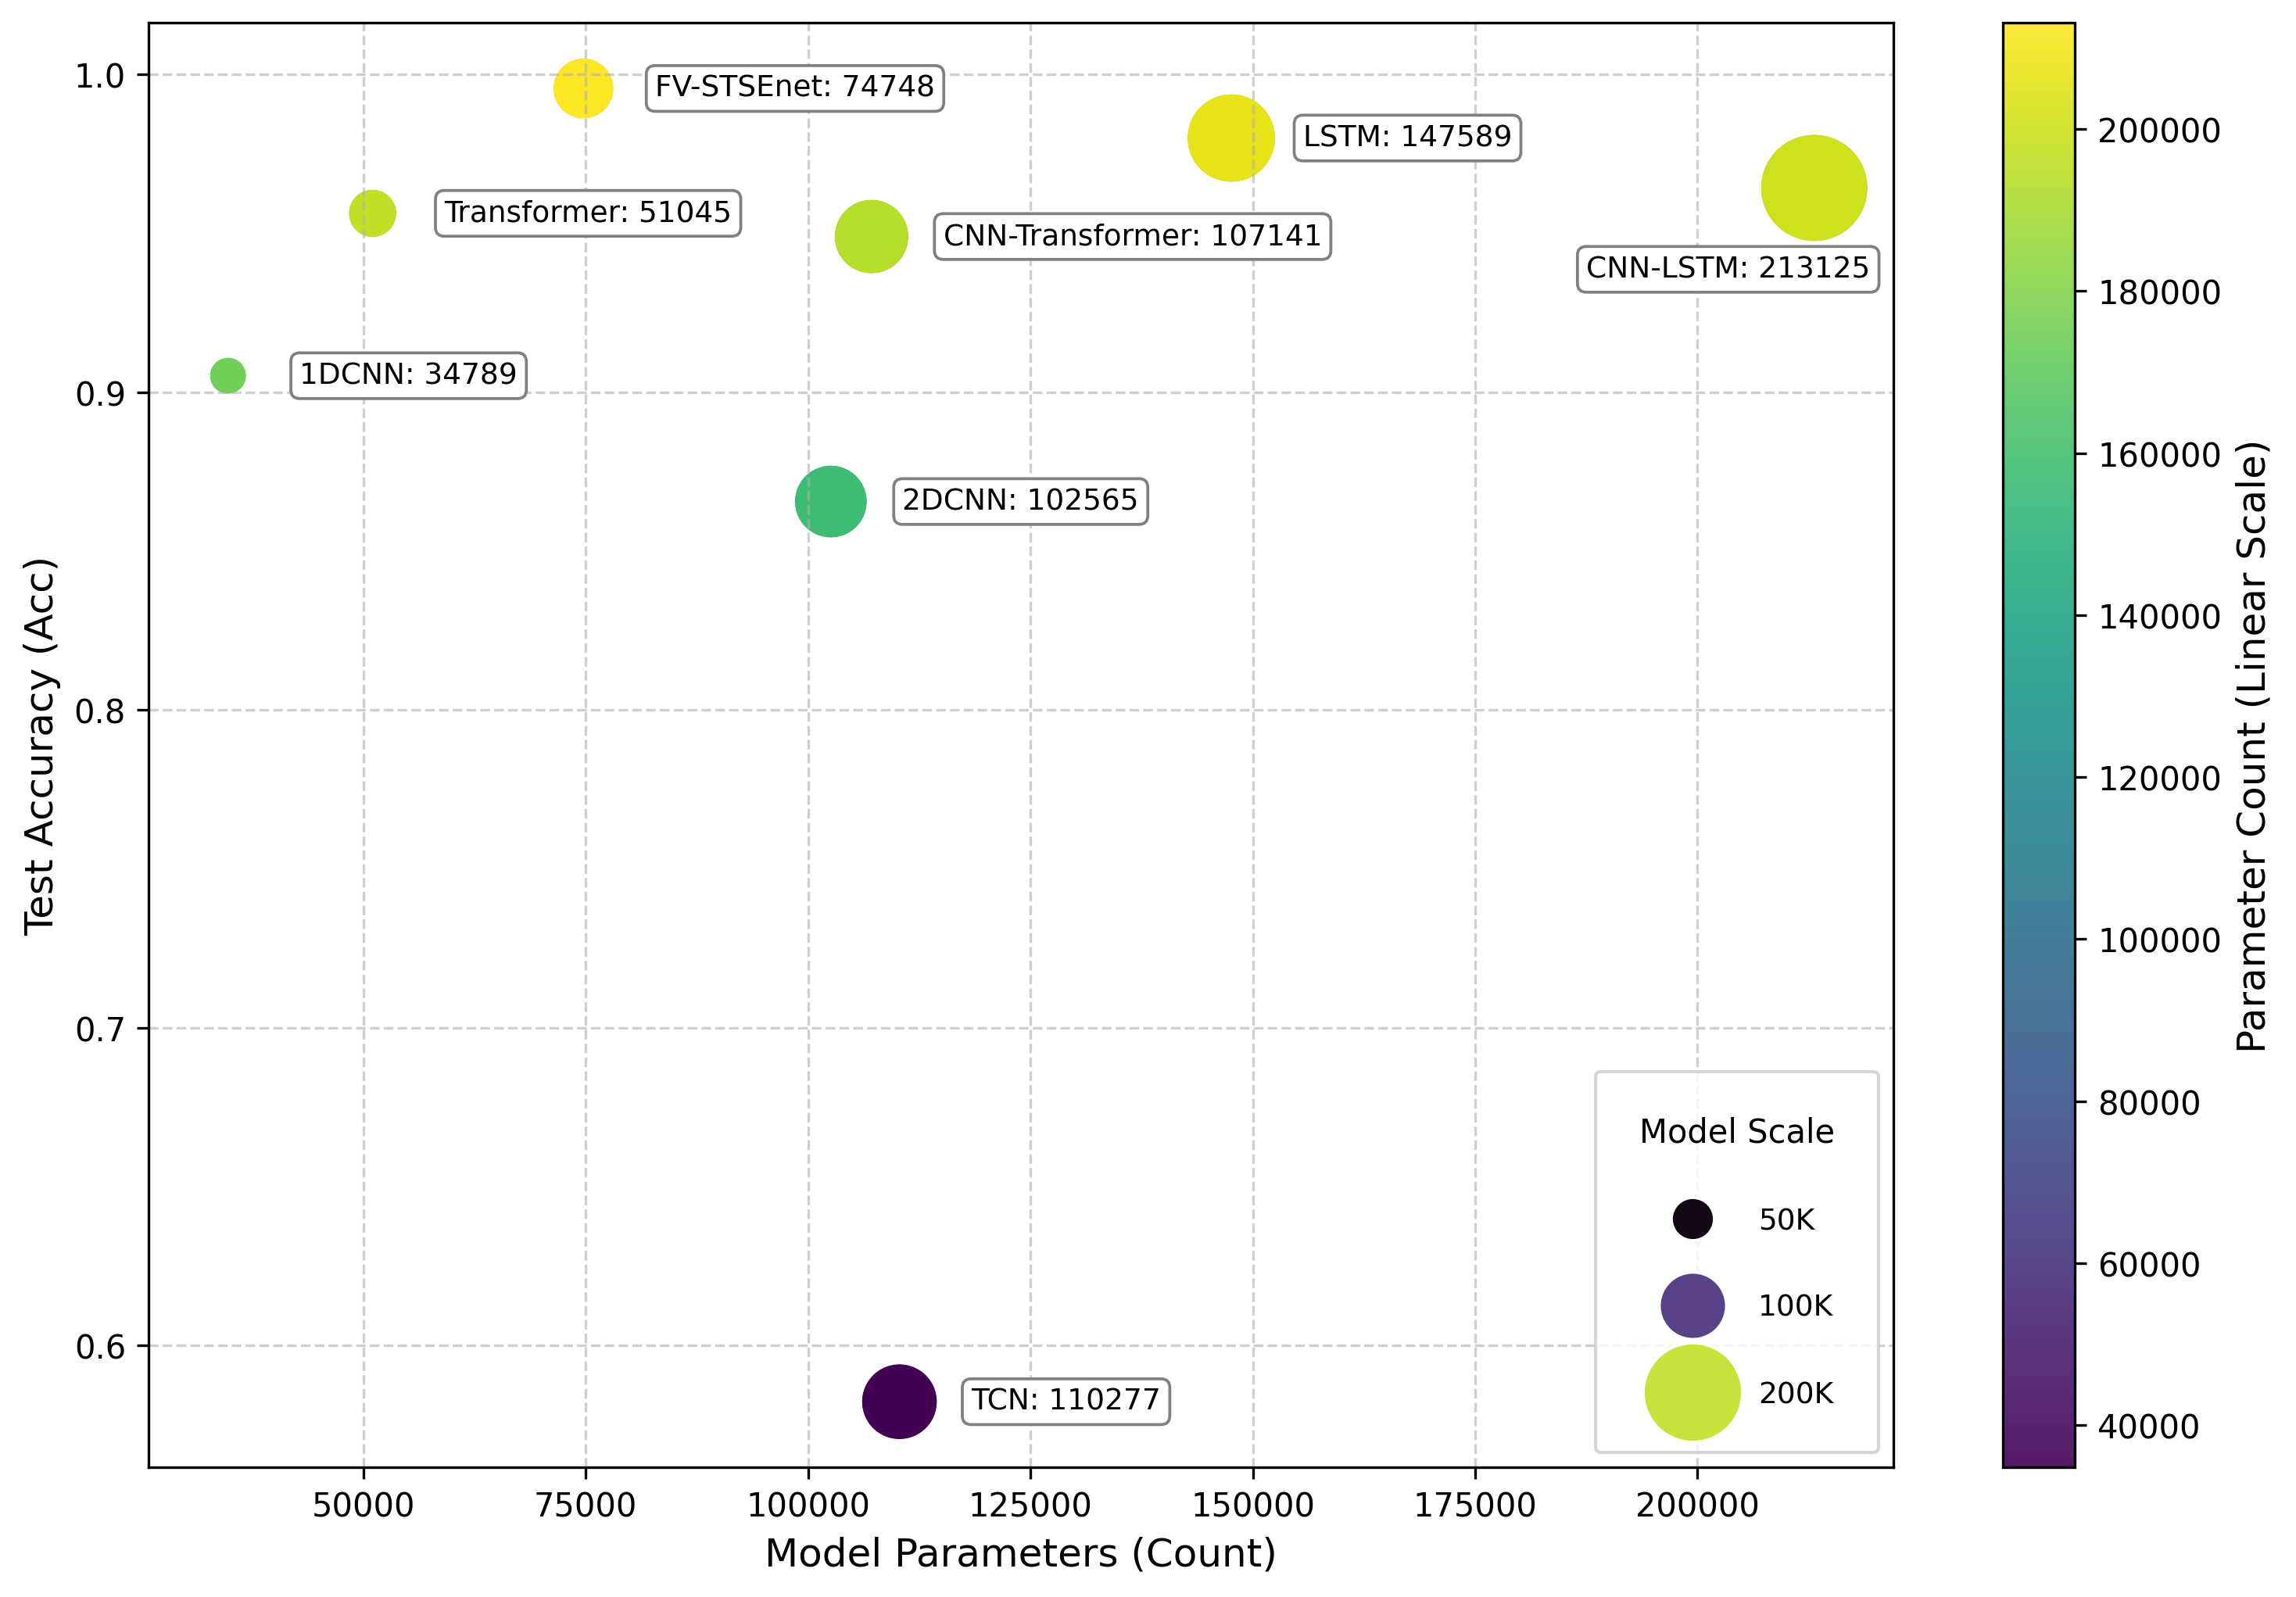 1.0
0.9
0.8
0.7
0.6
Test Accuracy (Acc)
FV-STSEnet: 74748
LSTM: 147589
Transformer: 51045
CNN-Transformer: 107141
CNN-LSTM: 213125
1DCNN: 34789
2DCNN: 102565
TCN: 110277
Model Scale
50K
100K
200K
50000
75000
100000
125000
150000
175000
200000
Model Parameters (Count)
200000
180000
160000
140000
120000
100000
80000
60000
40000
Parameter Count (Linear Scale)